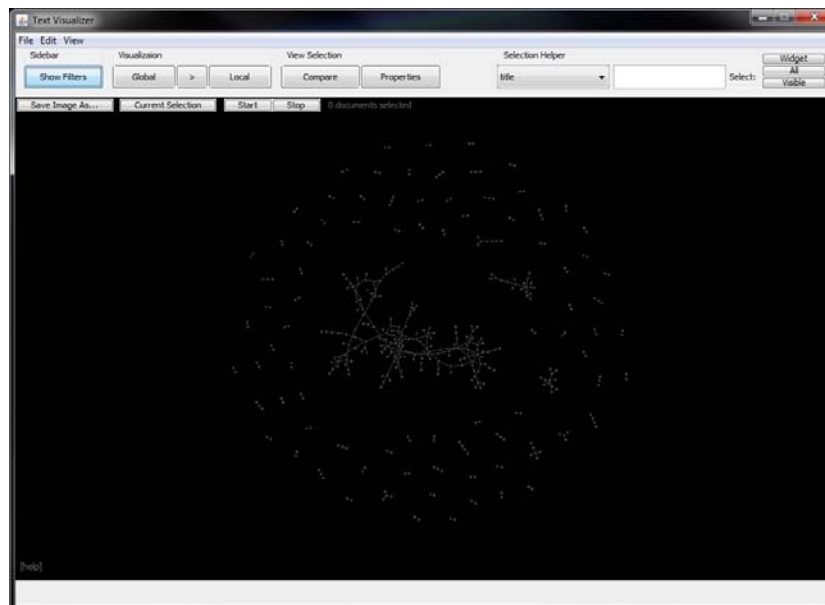 Text Visualizer
File Edit View
Sidebar Visualizaion View Selection Selection Helper
Show Filters Global > Local Compare Properties title Select: Widget
All
Visible
Save Image As... Current Selection Start Stop 0 documents selected
[help]